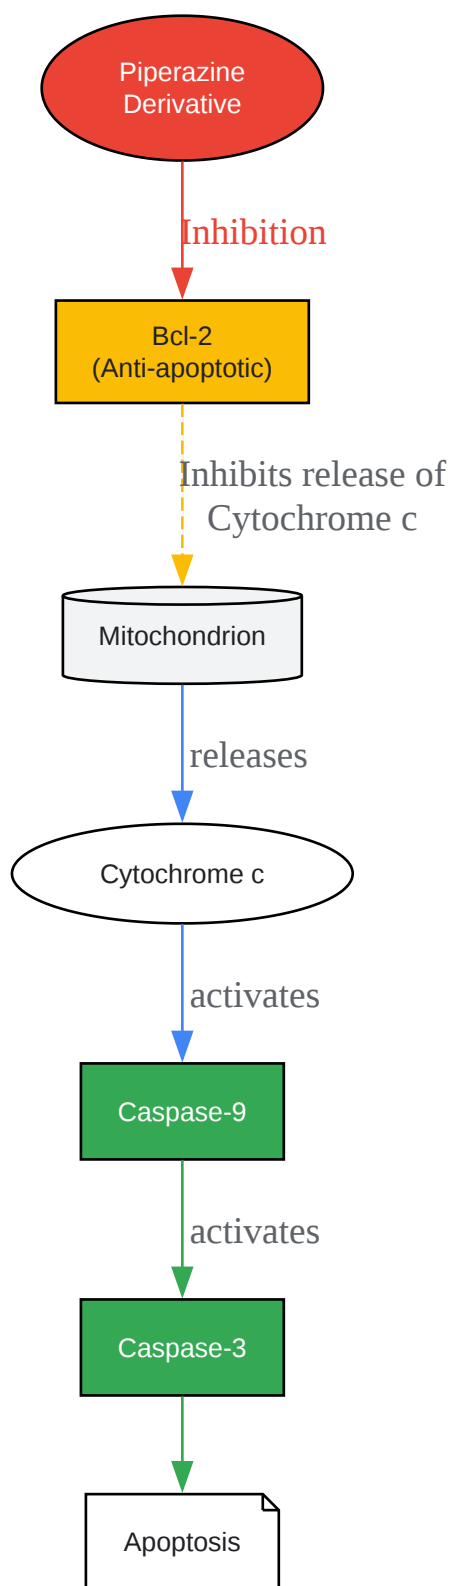 Piperazine
Derivative
Inhibition
Bcl-2
(Anti-apoptotic)
Inhibits release of
Cytochrome c
Mitochondrion
releases
Cytochrome c
activates
Caspase-9
activates
Caspase-3
Apoptosis